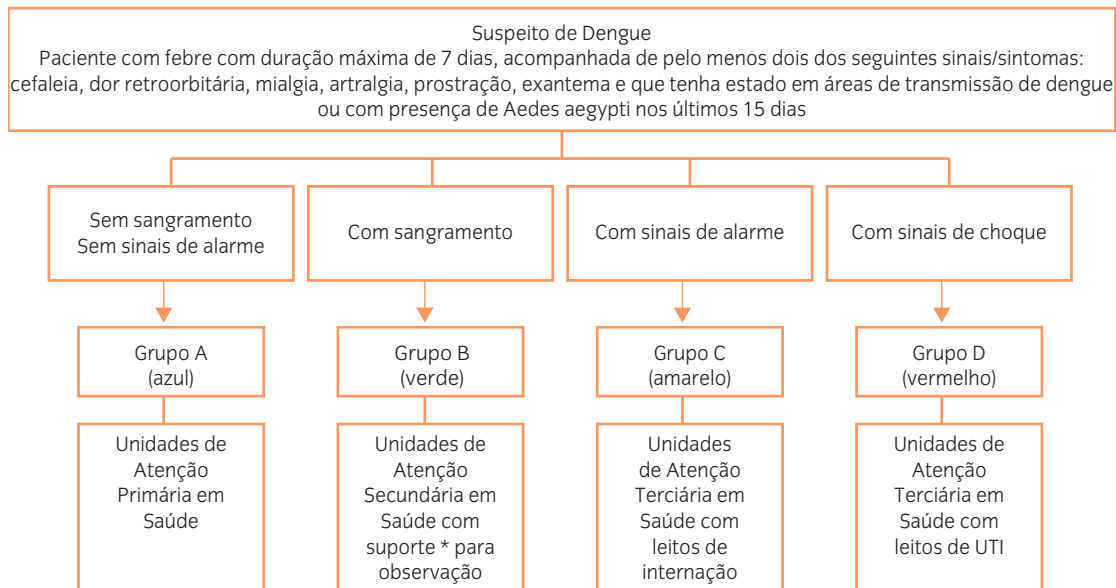 Suspeito de Dengue
Paciente com febre com duração máxima de 7 dias, acompanhada de pelo menos dois dos seguintes sinais/sintomas:
cefaleia, dor retroorbitária, mialgia, artralgia, prostração, exantema e que tenha estado em áreas de transmissão de dengue
ou com presença de Aedes aegypti nos últimos 15 dias
Sem sangramento
Sem sinais de alarme
Com sangramento
Com sinais de alarme
Com sinais de choque
Grupo A
(azul)
Grupo B
(verde)
Grupo C
(amarelo)
Grupo D
(vermelho)
Unidades de
Atenção
Primária em
Saúde
Unidades de
Atenção
Secundária em
Saúde com
suporte * para
observação
Unidades
de Atenção
Terciária em
Saúde com
leitos de
internação
Unidades de
Atenção
Terciária em
Saúde com
leitos de UTI